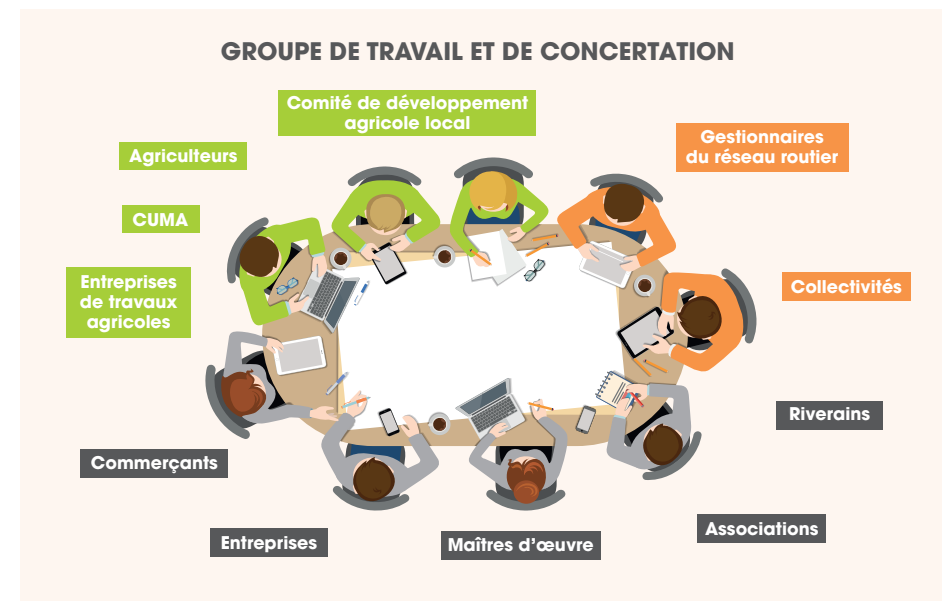 GROUPE DE TRAVAIL ET DE CONCERTATION
Comité de développement
agricole local
Gestionnaires
du réseau routier
Agriculteurs
CUMA
Entreprises
de travaux
agricoles
Collectivités
Riverains
Commerçants
Associations
Entreprises
Maîtres d'œuvre